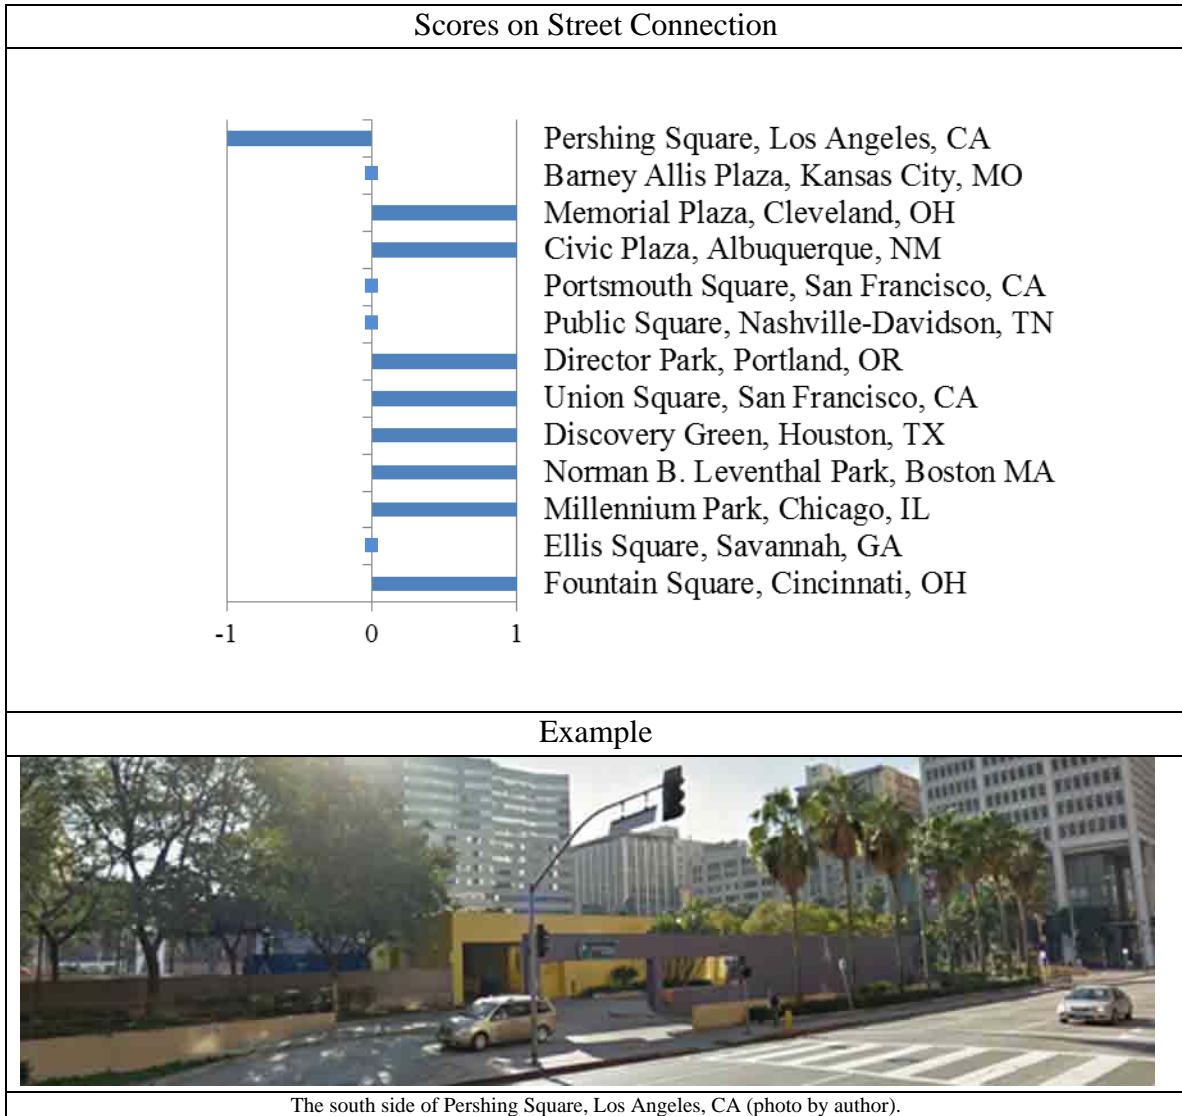 Scores on Street Connection
Pershing Square, Los Angeles, CA
Barney Allis Plaza, Kansas City, MO
Memorial Plaza, Cleveland, OH
Civic Plaza, Albuquerque, NM
Portsmouth Square, San Francisco, CA
Public Square, Nashville-Davidson, TN
Director Park, Portland, OR
Union Square, San Francisco, CA
Discovery Green, Houston, TX
Norman B. Leventhal Park, Boston MA
Millennium Park, Chicago, IL
Ellis Square, Savannah, GA
Fountain Square, Cincinnati, OH
-1 0 1
Example
The south side of Pershing Square, Los Angeles, CA (photo by author).